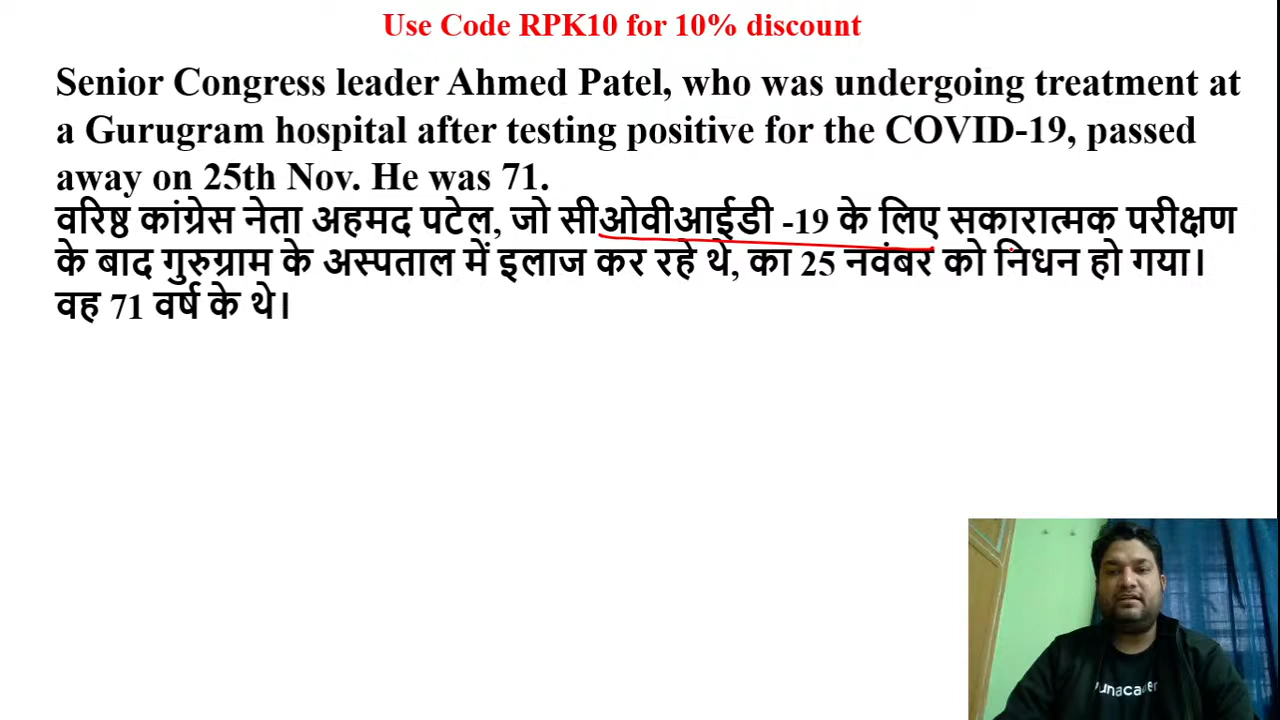 Use Code RPK10 for 10% discount
Senior Congress leader Ahmed Patel, who was undergoing treatment at
a Gurugram hospital after testing positive for the COVID-19, passed
away on 25th Nov. He was 71.
वरिष्ठ कांग्रेस नेता अहमद पटेल, जो सीओवीआईडी -19 के लिए सकारात्मक परीक्षण
के बाद गुरुग्राम के अस्पताल में इलाज कर रहे थे, का 25 नवंबर को निधन हो गया।
वह 71 वर्ष के थे।